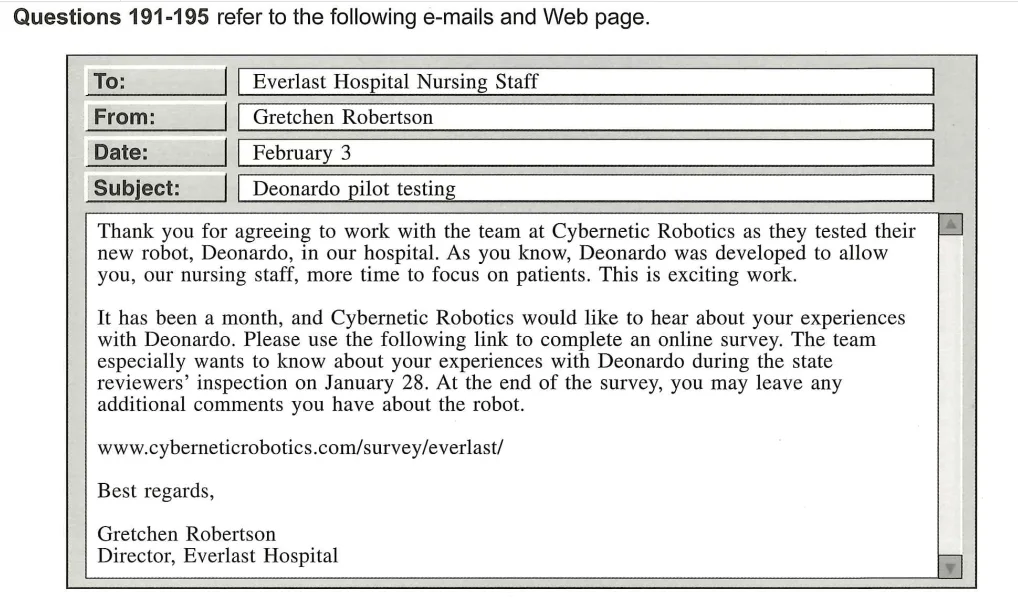 Questions 191-195 refer to the following e-mails and Web page.
To: Everlast Hospital Nursing Staff
From: Gretchen Robertson
Date: February 3
Subject: Deonardo pilot testing
Thank you for agreeing to work with the team at Cybernetic Robotics as they tested their
new robot, Deonardo, in our hospital. As you know, Deonardo was developed to allow
you, our nursing staff, more time to focus on patients. This is exciting work.
It has been a month, and Cybernetic Robotics would like to hear about your experiences
with Deonardo. Please use the following link to complete an online survey. The team
especially wants to know about your experiences with Deonardo during the state
reviewers' inspection on January 28. At the end of the survey, you may leave any
additional comments you have about the robot.
www.cyberneticrobotics.com/survey/everlast/
Best regards,
Gretchen Robertson
Director, Everlast Hospital